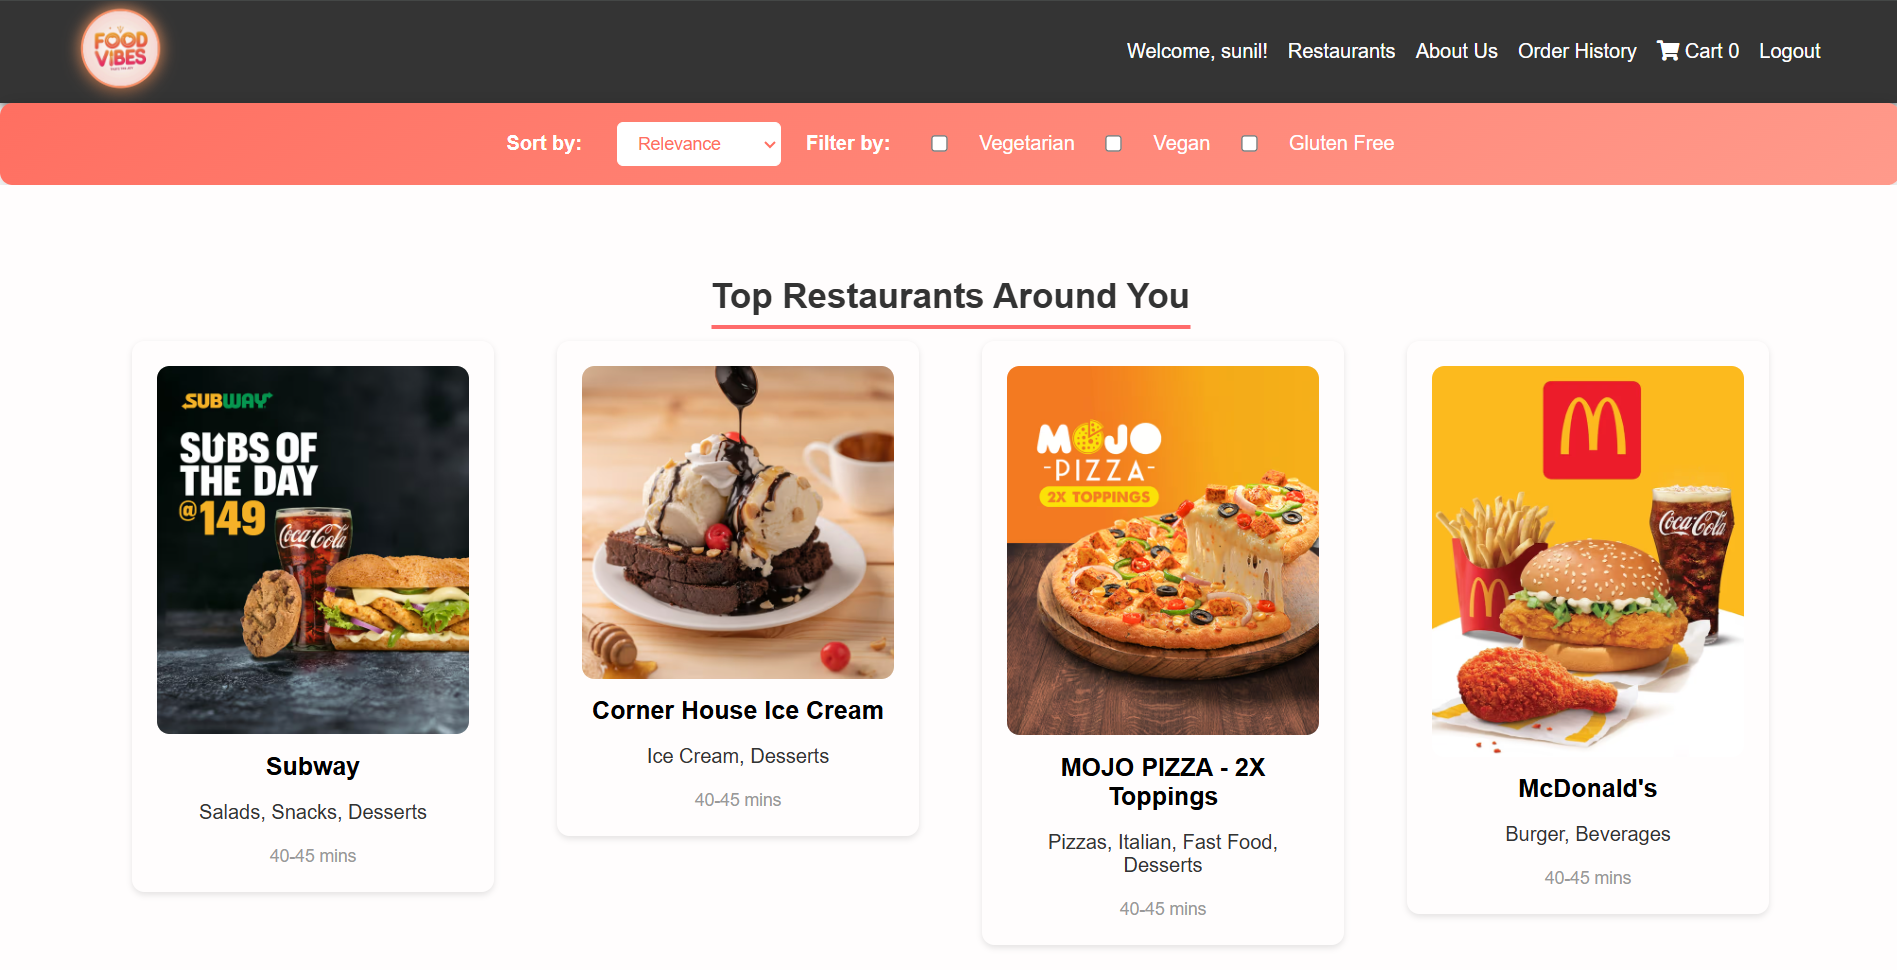 FOOD
VIBES
Welcome, sunil!
Restaurants
About Us
Order History
Cart 0
Logout
Sort by:
Relevance
Filter by:
Vegetarian
Vegan
Gluten Free
Top Restaurants Around You
SUBWAY
SUBS OF
THE DAY
@149
Coca-Cola
Subway
Salads, Snacks, Desserts
40-45 mins
Corner House Ice Cream
Ice Cream, Desserts
40-45 mins
MOJO
-PIZZA-
2X TOPPINGS
MOJO PIZZA - 2X
Toppings
Pizzas, Italian, Fast Food,
Desserts
40-45 mins
Coca-Cola
McDonald's
Burger, Beverages
40-45 mins